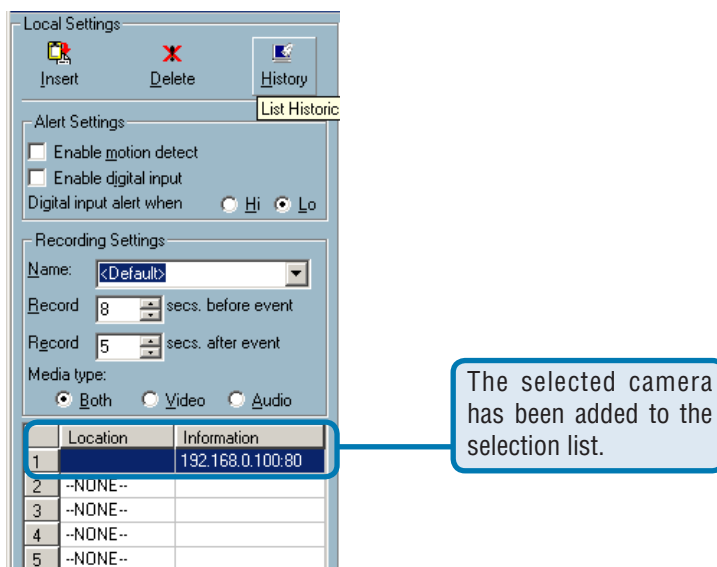 Local Settings
Insert Delete History
List Historic
Alert Settings
Enable motion detect
Enable digital input
Digital input alert when Hi Lo
Recording Settings
Name: <Default>
Record 8 secs. before event
Record 5 secs. after event
Media type:
Both Video Audio
Location Information
1 192.168.0.100:80
2 --NONE--
3 --NONE--
4 --NONE--
5 --NONE--
The selected camera
has been added to the
selection list.